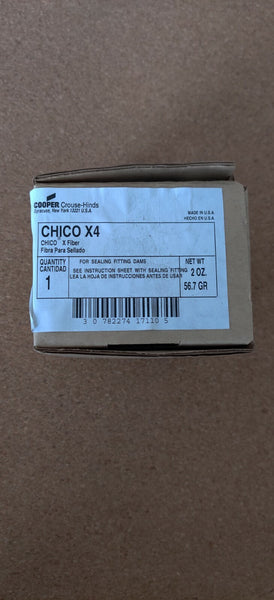 COOPER Crouse-Hinds
Syracuse, New York 13221 U.S.A
MADE IN U.S.A
HECHO EN U.S.A
CHICO X4
CHICO X Fiber
Fibra Para Sellado
QUANTITY
CANTIDAD
1
FOR SEALING FITTING DAMS
SEE INSTRUCTION SHEET WITH SEALING FITTING
LEA LA HOJA DE INSTRUCCIONES ANTES DE USAR
NET WT
2 OZ.
56.7 GR
3 0 782274 17110 5